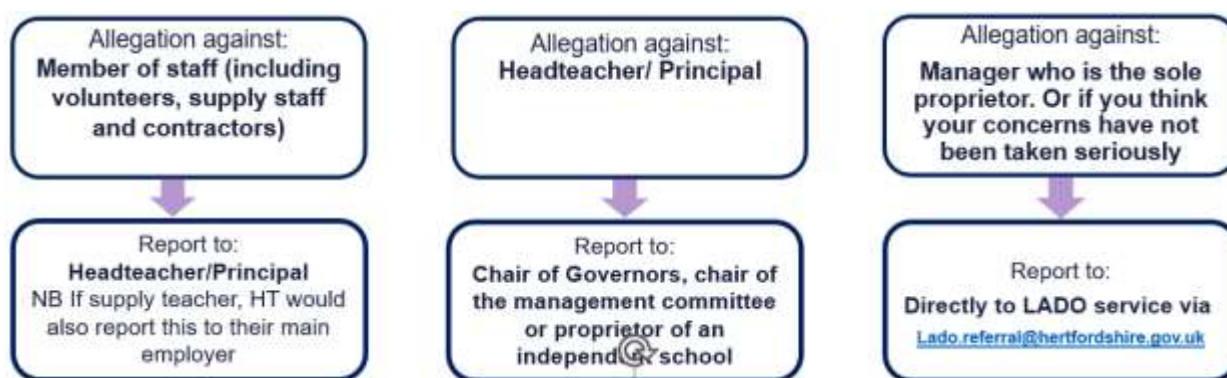 Allegation against:
Member of staff (including
volunteers, supply staff
and contractors)
Report to:
Headteacher/Principal
NB If supply teacher, HT would
also report this to their main
employer
Allegation against:
Headteacher/ Principal
Report to:
Chair of Governors, chair of
the management committee
or proprietor of an
school
Allegation against:
Manager who is the sole
proprietor. Or if you think
your concerns have not
been taken seriously
Report to:
Directly to LADO service via
Lado.referral@hertfordshire.gov.uk